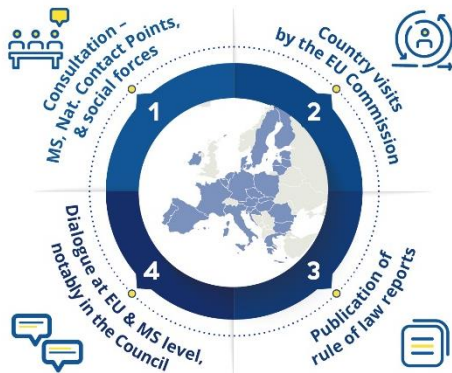 Consultation –
MS, Nat. Contact Points,
& social forces
1
Country visits
by the EU Commission
2
Publication of
rule of law reports
3
Dialogue at EU & MS level,
notably in the Council
4